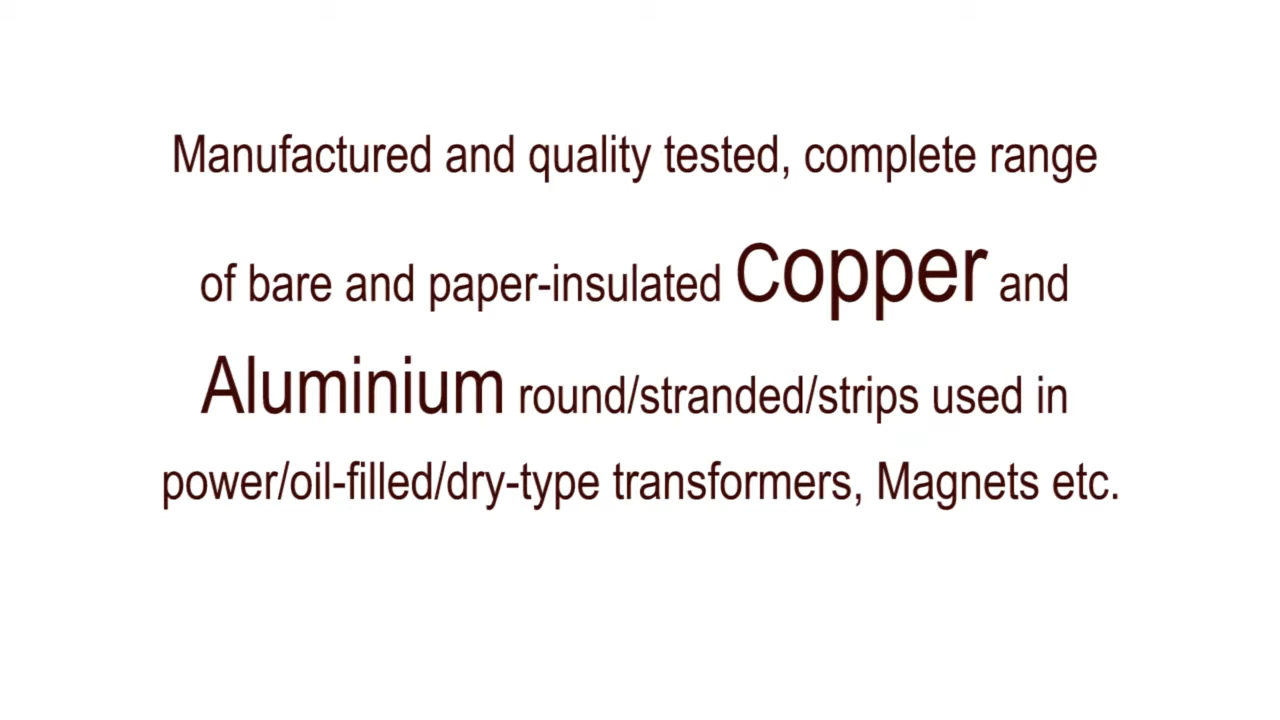 Manufactured and quality tested, complete range
of bare and paper-insulated Copper and
Aluminium round/stranded/strips used in
power/oil-filled/dry-type transformers, Magnets etc.